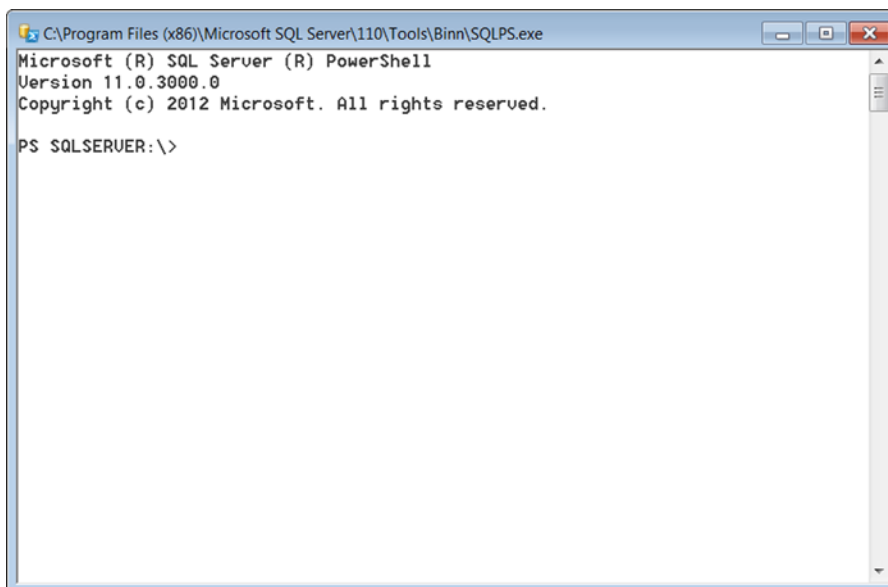 C:\Program Files (x86)\Microsoft SQL Server\110\Tools\Binn\SQLPS.exe
Microsoft (R) SQL Server (R) PowerShell
Version 11.0.3000.0
Copyright (c) 2012 Microsoft. All rights reserved.
PS SQLSERVER:\>